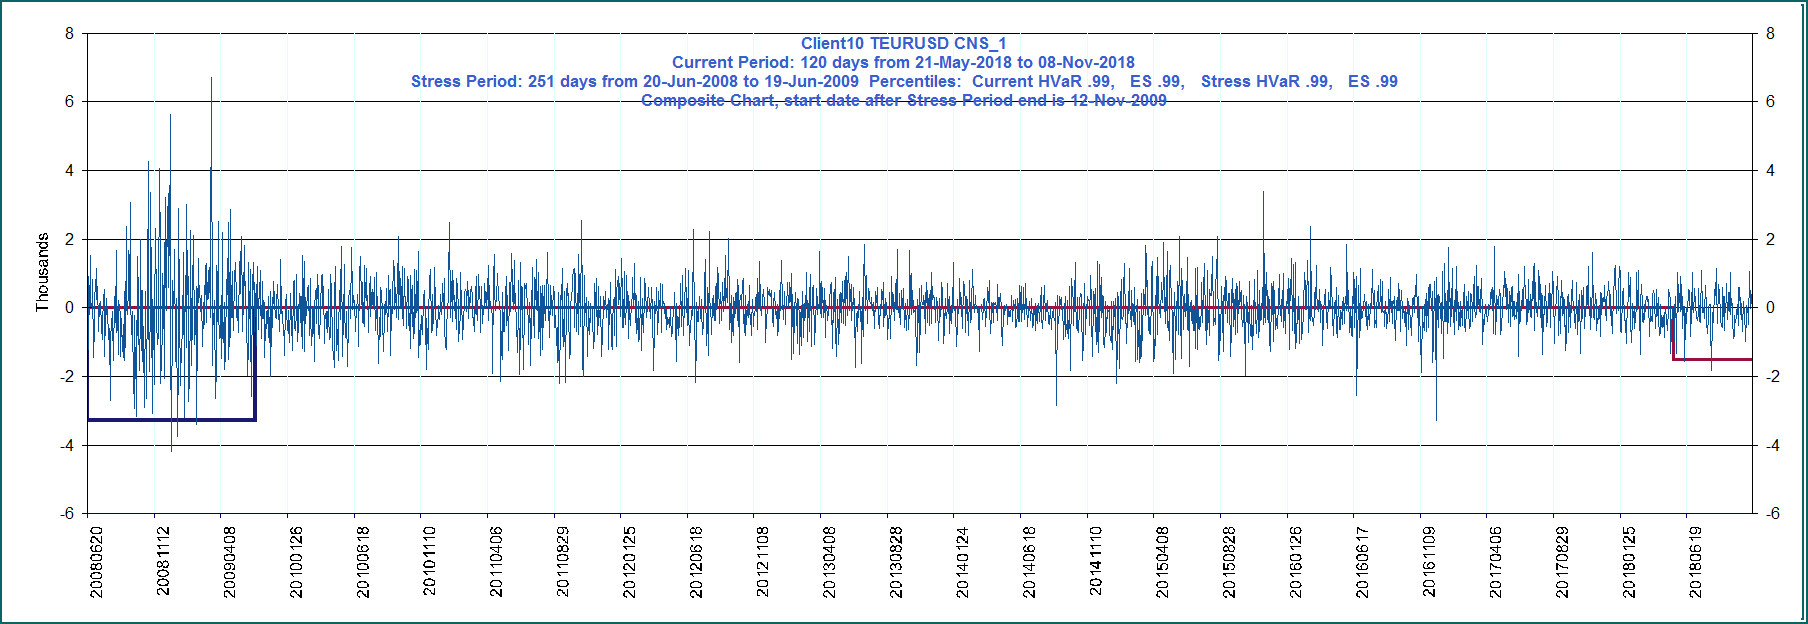 Client10 TEURUSD CNS_1
Current Period: 120 days from 21-May-2018 to 08-Nov-2018
Stress Period: 251 days from 20-Jun-2008 to 19-Jun-2009 Percentiles: Current HVaR .99, ES .99, Stress HVaR .99, ES .99
Composite Chart, start date after Stress Period end is 12-Nov-2009
8 8
6 6
4 4
2 2
Thousands
0 0
-2 -2
-4 -4
-6 -6
20080620 20081112 20090408 20100126 20100618 20101110 20110406 20110829 20120125 20120618 20121108 20130408 20130828 20140124 20140618 20141110 20150408 20150828 20160126 20160617 20161109 20170406 20170829 20180125 20180619